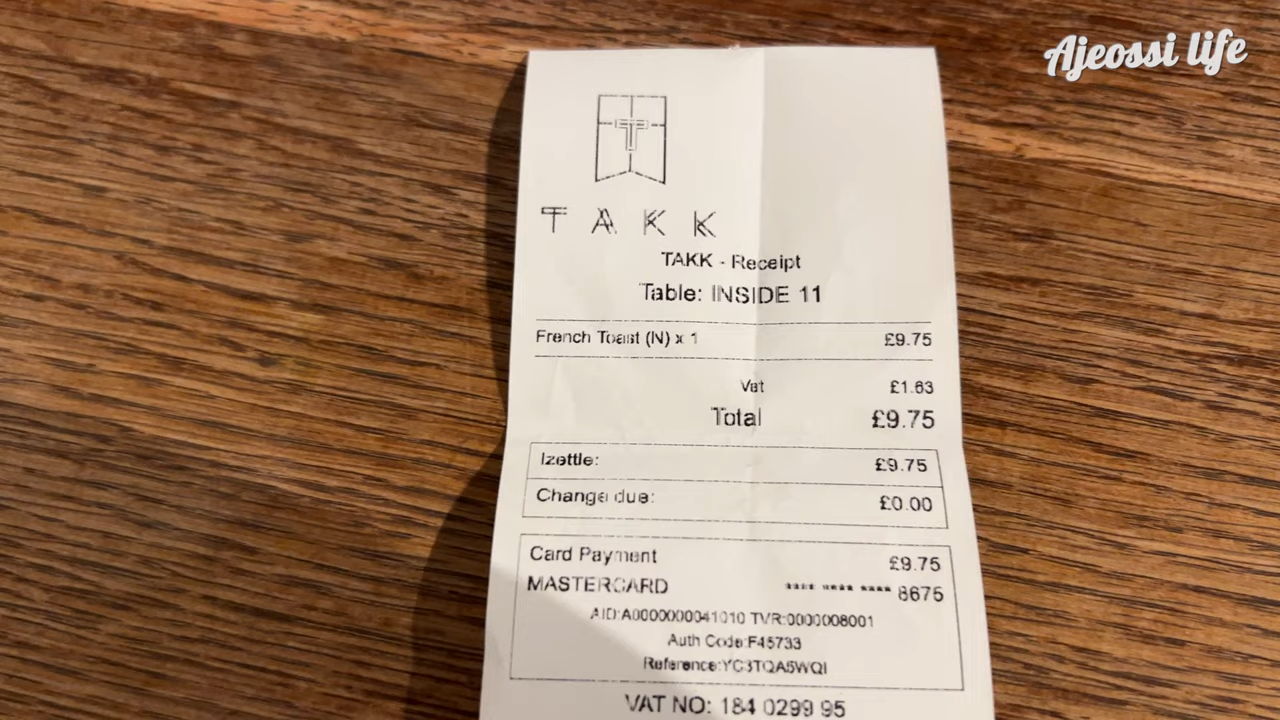 Ajeossi life
T
TAKK
TAKK - Receipt
Table: INSIDE 11
French Toast (N) x 1 £9.75
Vat £1.63
Total £9.75
Izettle: £9.75
Change due: £0.00
Card Payment £9.75
MASTERCARD **** **** **** 8675
AID:A0000000041010 TVR:0000008001
Auth Code:F45733
Reference:YC3TQA5WQI
VAT NO: 184 0299 95